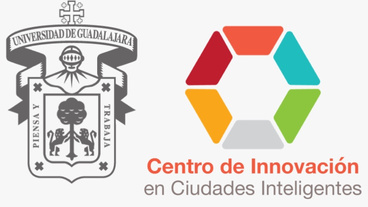 UNIVERSIDAD DE GUADALAJARA
PIENSA Y
TRABAJA
Centro de Innovación
en Ciudades Inteligentes